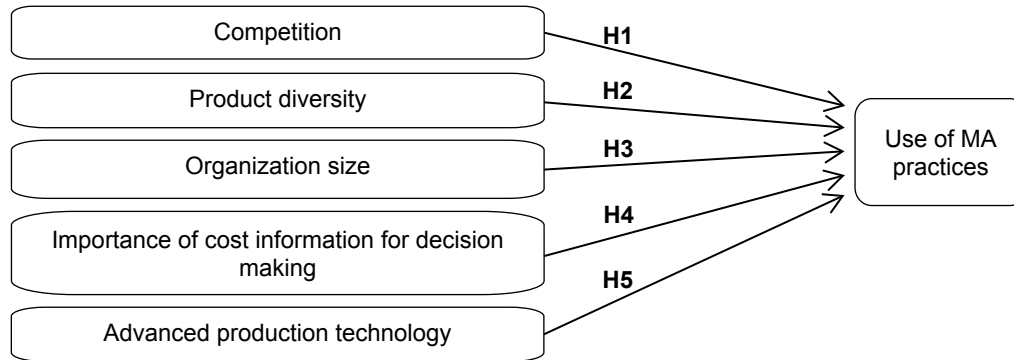 Competition
H1
Product diversity
H2
Organization size
H3
Importance of cost information for decision
making
H4
Advanced production technology
H5
Use of MA
practices